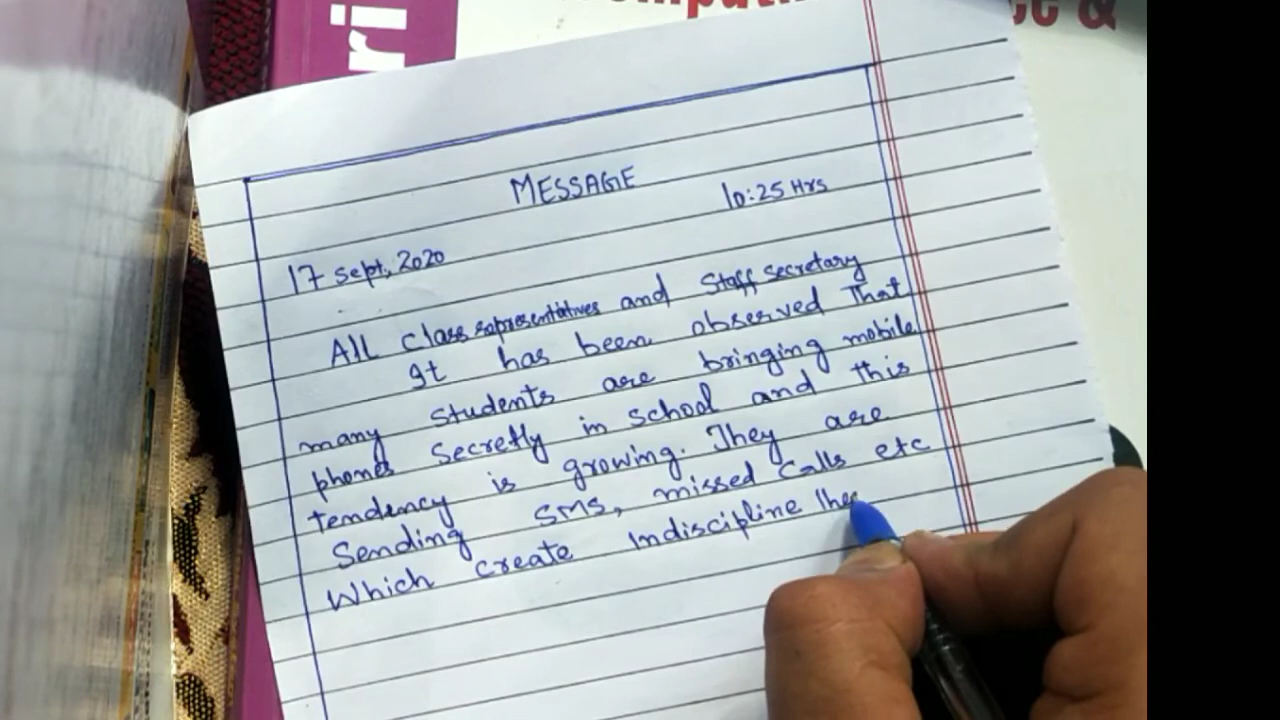 ri
& 
MESSAGE
10:25 Hrs
17 Sept, 2020
All Class representatives and Staff secretary
It has been observed that
many students are bringing mobile
phones secretly in school and this
tendency is growing. They are
Sending SMS, missed calls etc
Which create indiscipline